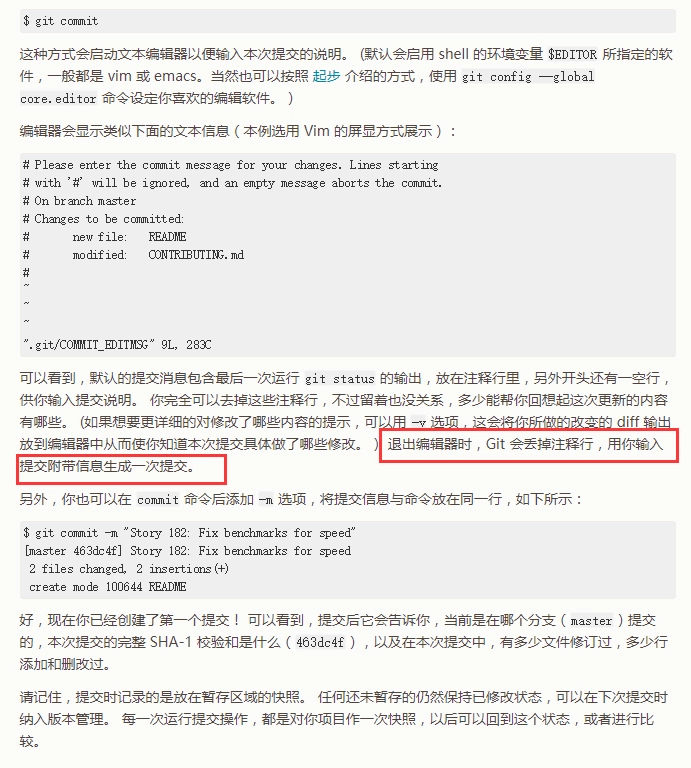 $ git commit
这种方式会启动文本编辑器以便输入本次提交的说明。 (默认会启用 shell 的环境变量 $EDITOR 所指定的软
件，一般都是 vim 或 emacs。当然也可以按照 起步 介绍的方式，使用 git config --global
core.editor 命令设定你喜欢的编辑软件。）
编辑器会显示类似下面的文本信息（本例选用 Vim 的屏显方式展示）：
# Please enter the commit message for your changes. Lines starting
# with '#' will be ignored, and an empty message aborts the commit.
# On branch master
# Changes to be committed:
#	new file:   README
#	modified:   CONTRIBUTING.md
#
~
~
~
".git/COMMIT_EDITMSG" 9L, 283C
可以看到，默认的提交消息包含最后一次运行 git status 的输出，放在注释行里，另外开头还有一空行，
供你输入提交说明。 你完全可以去掉这些注释行，不过留着也没关系，多少能帮你回想起这次更新的内容
有哪些。 (如果想要更详细的对修改了哪些内容的提示，可以用 -v 选项，这会将你所做的改变的 diff 输出
放到编辑器中从而使你知道本次提交具体做了哪些修改。） 退出编辑器时，Git 会丢掉注释行，用你输入
提交附带信息生成一次提交。
另外，你也可以在 commit 命令后添加 -m 选项，将提交信息与命令放在同一行，如下所示：
$ git commit -m "Story 182: Fix benchmarks for speed"
[master 463dc4f] Story 182: Fix benchmarks for speed
 2 files changed, 2 insertions(+)
 create mode 100644 README
好，现在你已经创建了第一个提交！ 可以看到，提交后它会告诉你，当前是在哪个分支（master）提交
的，本次提交的完整 SHA-1 校验和是什么（463dc4f），以及在本次提交中，有多少文件修订过，多少行
添加和删改过。
请记住，提交时记录的是放在暂存区域的快照。 任何还未暂存的仍然保持已修改状态，可以在下次提交时
纳入版本管理。 每一次运行提交操作，都是对你项目作一次快照，以后可以回到这个状态，或者进行比
较。